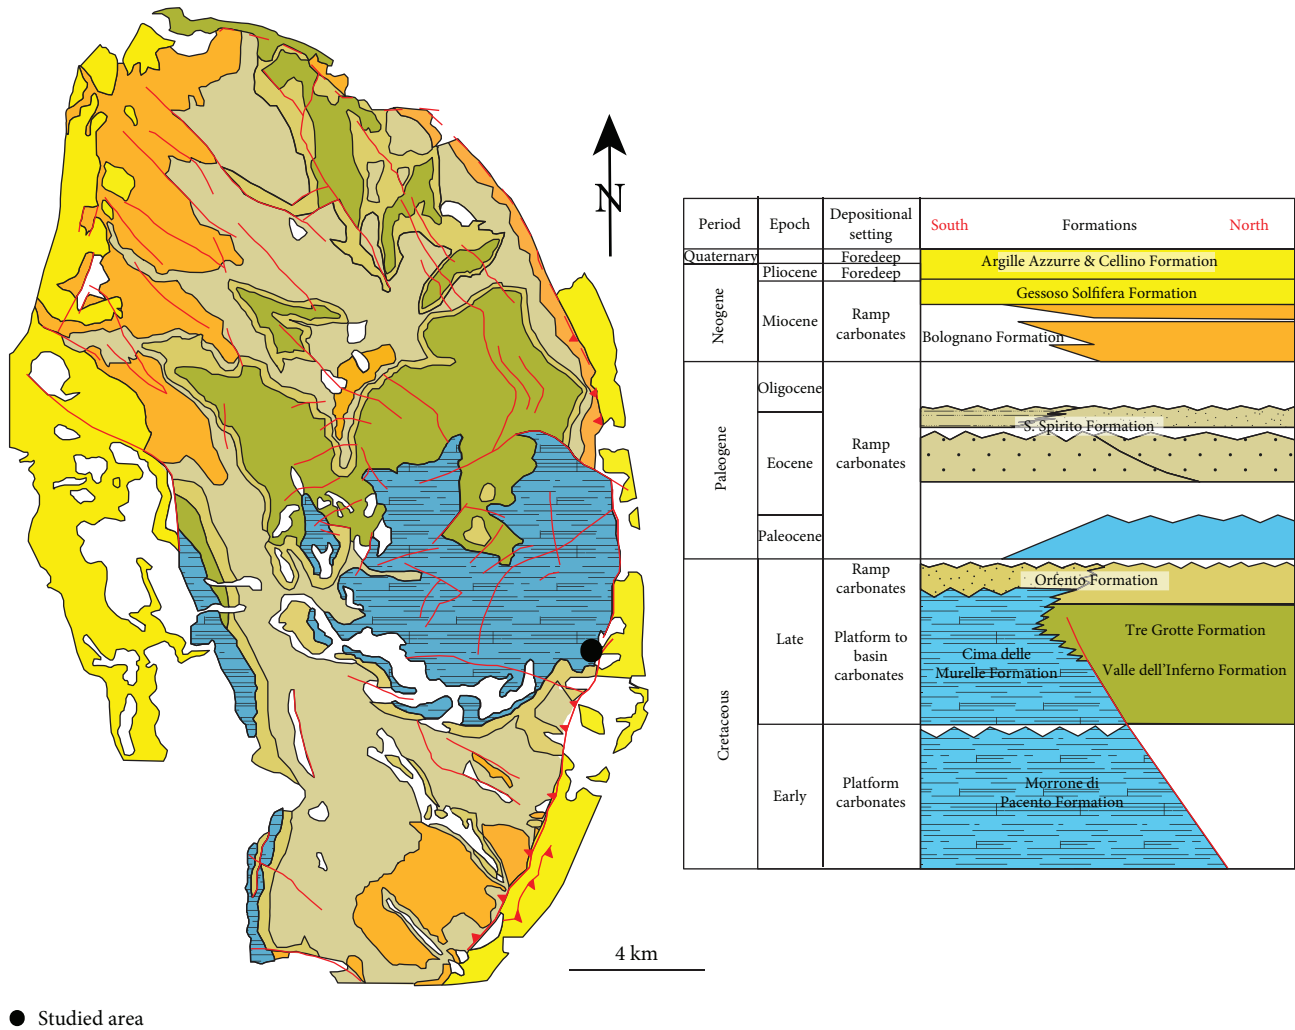 N
4 km
Studied area
Period
Epoch
Depositional
setting
South
Formations
North
Quaternary
Foredeep
Argille Azzurre & Cellino Formation
Pliocene
Foredeep
Gessoso Solfifera Formation
Neogene
Miocene
Ramp
carbonates
Bolognano Formation
Oligocene
S. Spirito Formation
Paleogene
Eocene
Ramp
carbonates
Paleocene
Ramp
carbonates
Orfento Formation
Late
Platform to
basin
carbonates
Tre Grotte Formation
Cima delle
Murelle Formation
Valle dell'Inferno Formation
Cretaceous
Early
Platform
carbonates
Morrone di
Pacento Formation